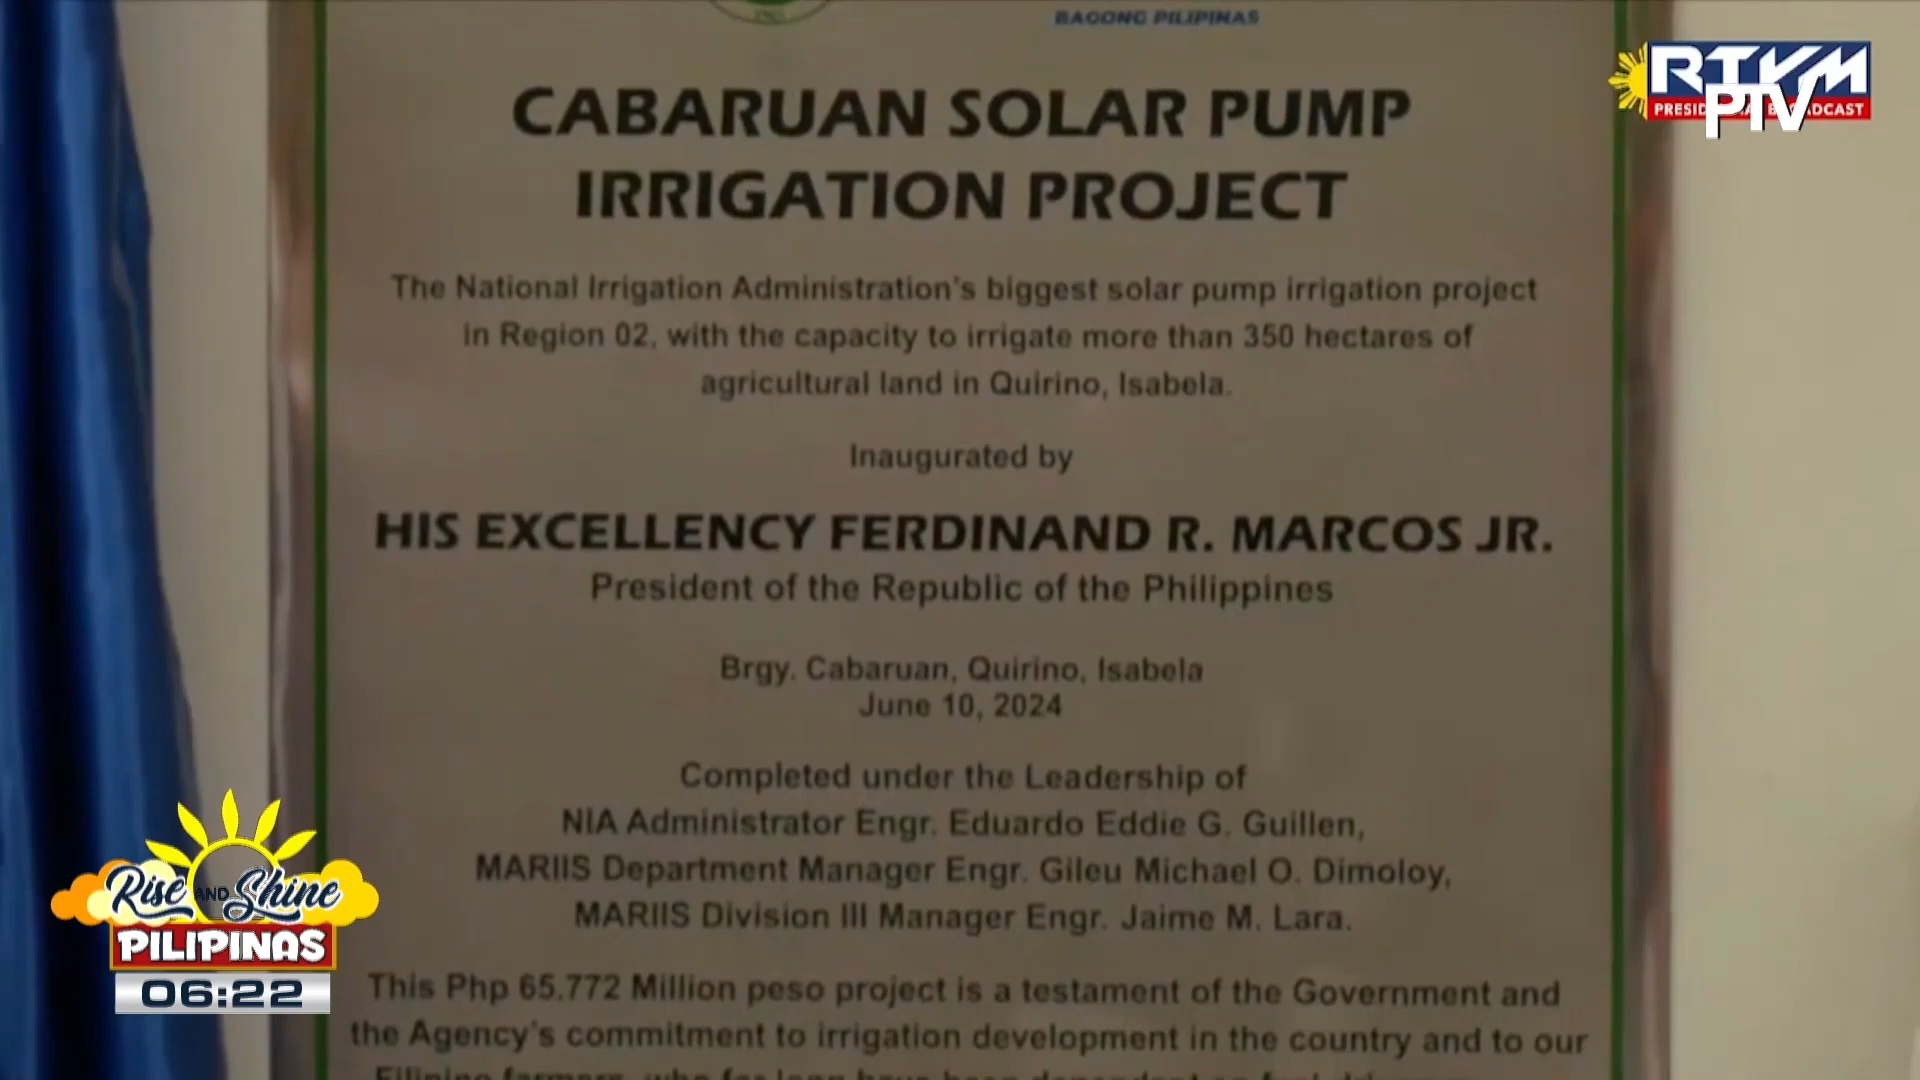 BAGONG PILIPINAS
RTVM
PTV
CABARUAN SOLAR PUMP
IRRIGATION PROJECT
The National Irrigation Administration's biggest solar pump irrigation project
in Region 02, with the capacity to irrigate more than 350 hectares of
agricultural land in Quirino, Isabela.
Inaugurated by
HIS EXCELLENCY FERDINAND R. MARCOS JR.
President of the Republic of the Philippines
Brgy. Cabaruan, Quirino, Isabela
June 10, 2024
Completed under the Leadership of
NIA Administrator Engr. Eduardo Eddie G. Guillen,
MARIIS Department Manager Engr. Gileu Michael O. Dimoloy,
MARIIS Division III Manager Engr. Jaime M. Lara.
This Php 65.772 Million peso project is a testament of the Government and
the Agency's commitment to irrigation development in the country and to our
Rise AND Shine
PILIPINAS
06:22